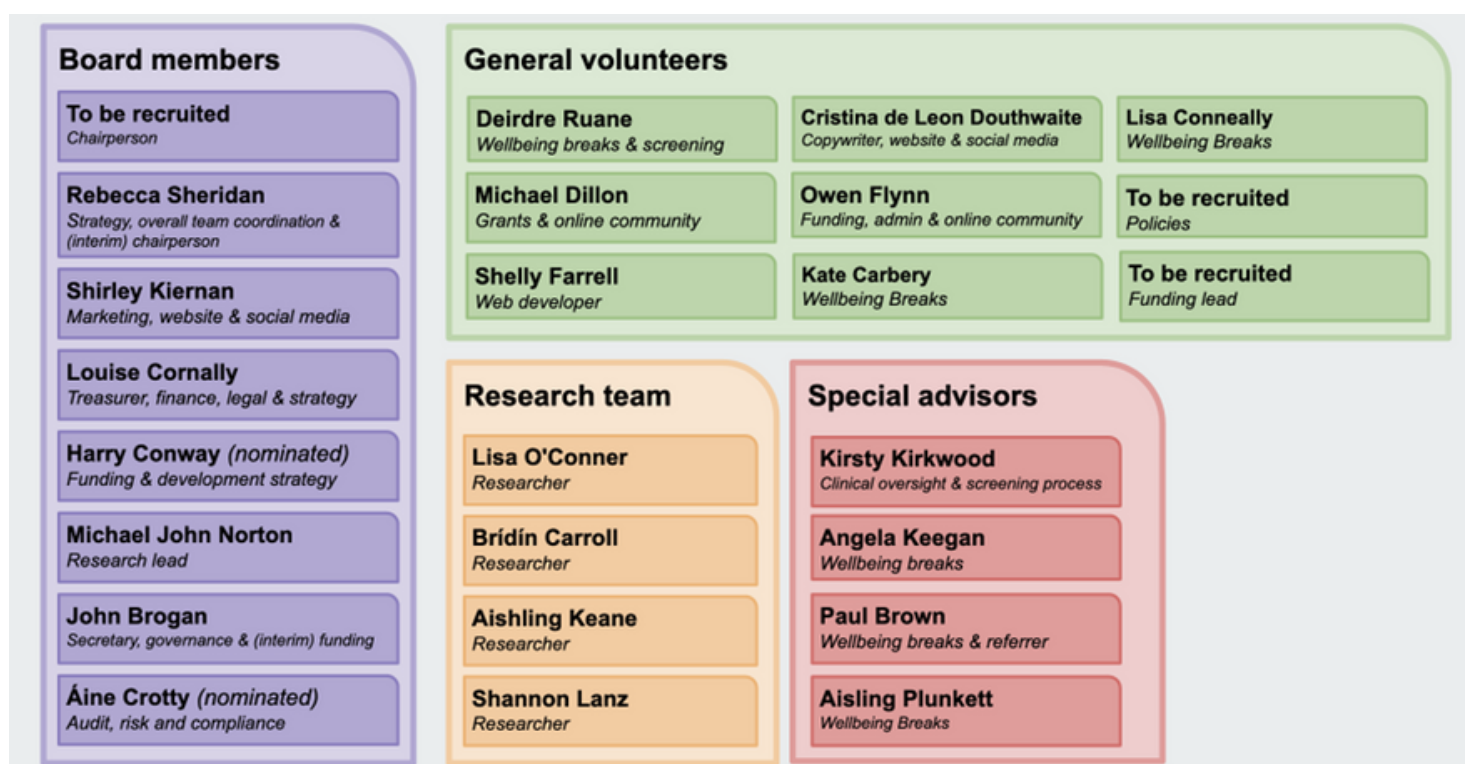 Board members
To be recruited
Chairperson
Rebecca Sheridan
Strategy, overall team coordination &
(interim) chairperson
Shirley Kiernan
Marketing, website & social media
Louise Cornally
Treasurer, finance, legal & strategy
Harry Conway (nominated)
Funding & development strategy
Michael John Norton
Research lead
John Brogan
Secretary, governance & (interim) funding
Áine Crotty (nominated)
Audit, risk and compliance
General volunteers
Deirdre Ruane
Wellbeing breaks & screening
Cristina de Leon Douthwaite
Copywriter, website & social media
Lisa Conneally
Wellbeing Breaks
Michael Dillon
Grants & online community
Owen Flynn
Funding, admin & online community
To be recruited
Policies
Shelly Farrell
Web developer
Kate Carbery
Wellbeing Breaks
To be recruited
Funding lead
Research team
Lisa O'Conner
Researcher
Brídín Carroll
Researcher
Aishling Keane
Researcher
Shannon Lanz
Researcher
Special advisors
Kirsty Kirkwood
Clinical oversight & screening process
Angela Keegan
Wellbeing breaks
Paul Brown
Wellbeing breaks & referrer
Aisling Plunkett
Wellbeing Breaks